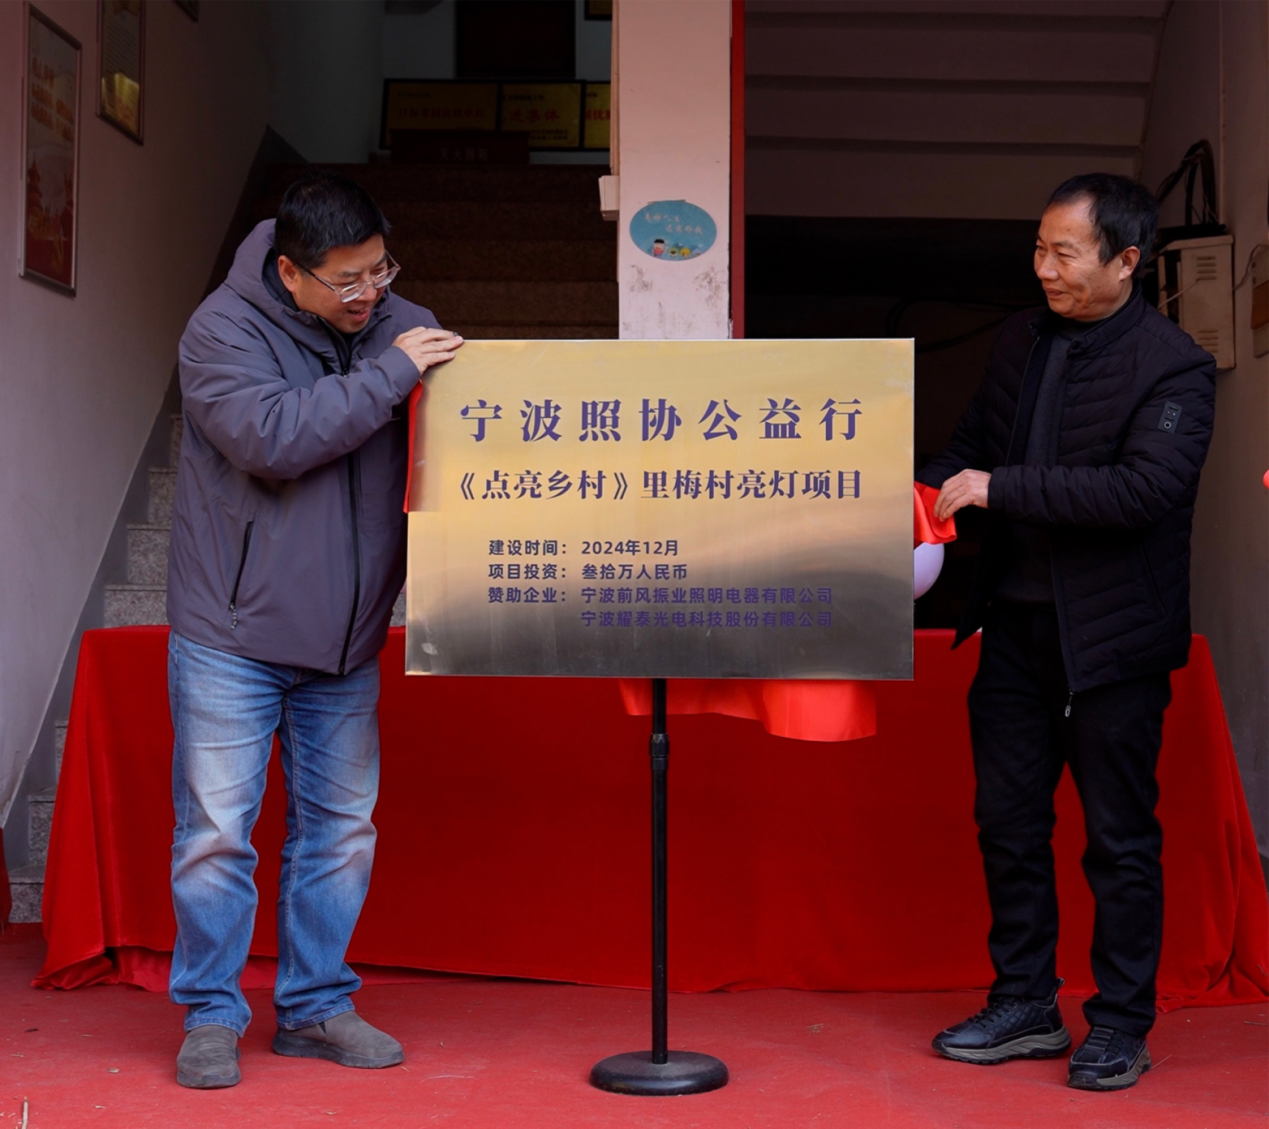 宁波照协公益行
《点亮乡村》里梅村亮灯项目
建设时间： 2024年12月
项目投资： 叁拾万人民币
赞助企业： 宁波前风振业照明电器有限公司
宁波耀泰光电科技股份有限公司